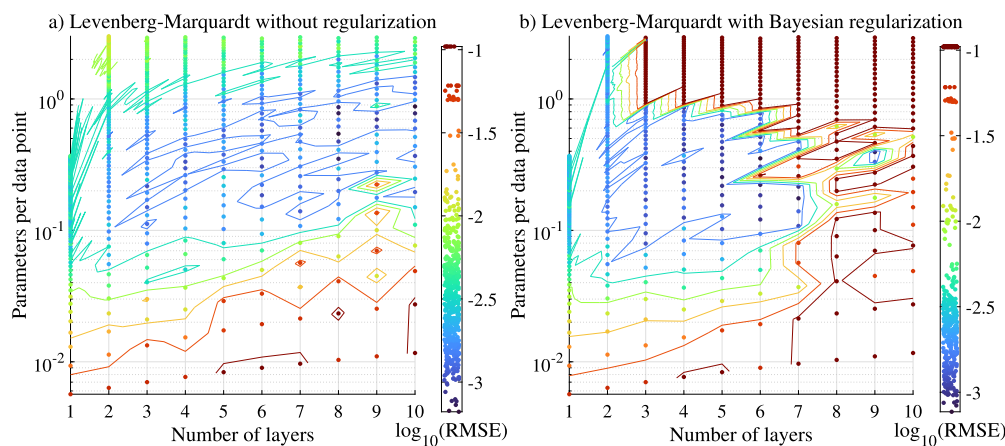 a) Levenberg-Marquardt without regularization
b) Levenberg-Marquardt with Bayesian regularization
Parameters per data point
10^0
10^-1
10^-2
1 2 3 4 5 6 7 8 9 10
Number of layers
-1
-1.5
-2
-2.5
-3
log10(RMSE)
Parameters per data point
10^0
10^-1
10^-2
1 2 3 4 5 6 7 8 9 10
Number of layers
-1
-1.5
-2
-2.5
-3
log10(RMSE)